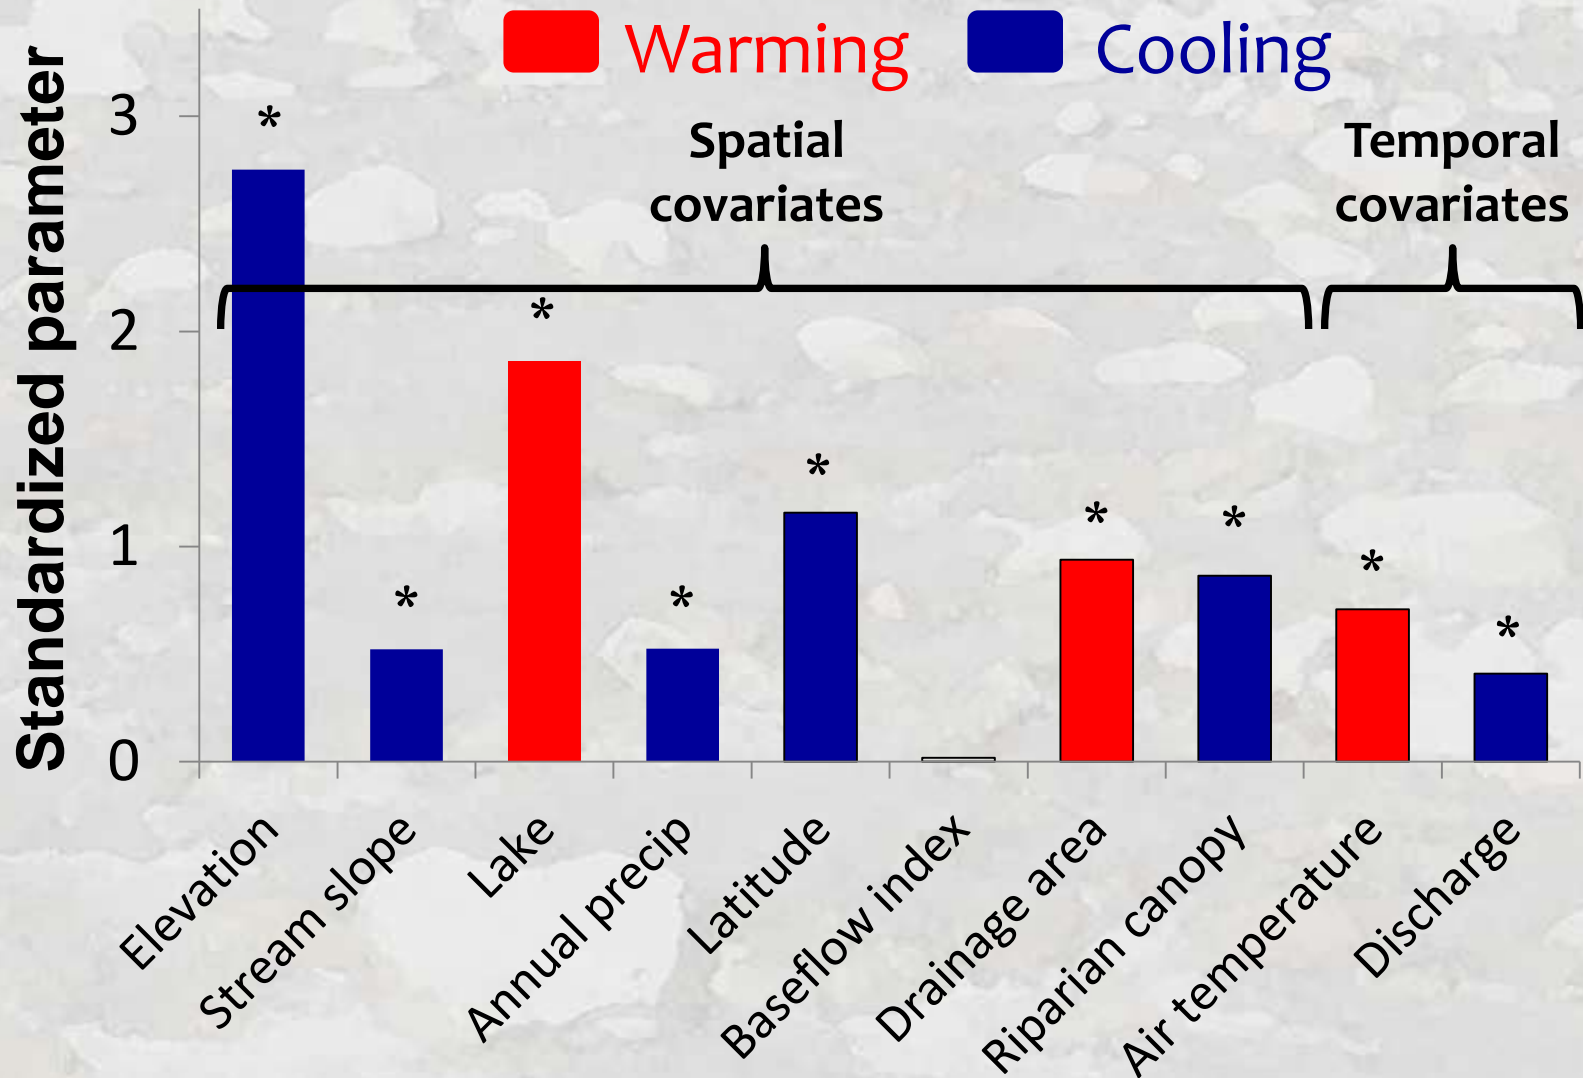 Warming
Cooling
Spatial
covariates
Temporal
covariates
Standardized parameter
3
2
1
0
*
*
*
*
*
*
*
*
*
Elevation
Stream slope
Lake
Annual precip
Latitude
Baseflow index
Drainage area
Riparian canopy
Air temperature
Discharge